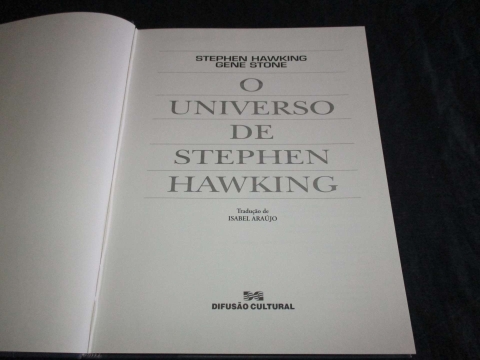 STEPHEN HAWKING
GENE STONE
O
UNIVERSO
DE
STEPHEN
HAWKING
Tradução de
ISABEL ARAÚJO
DIFUSÃO CULTURAL